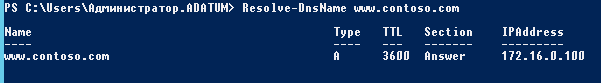 PS C:\Users\Администратор.ADATUM> Resolve-DnsName www.contoso.com
Name Type TTL Section IPAddress
---- ---- --- ------- ---------
www.contoso.com A 3600 Answer 172.16.0.100